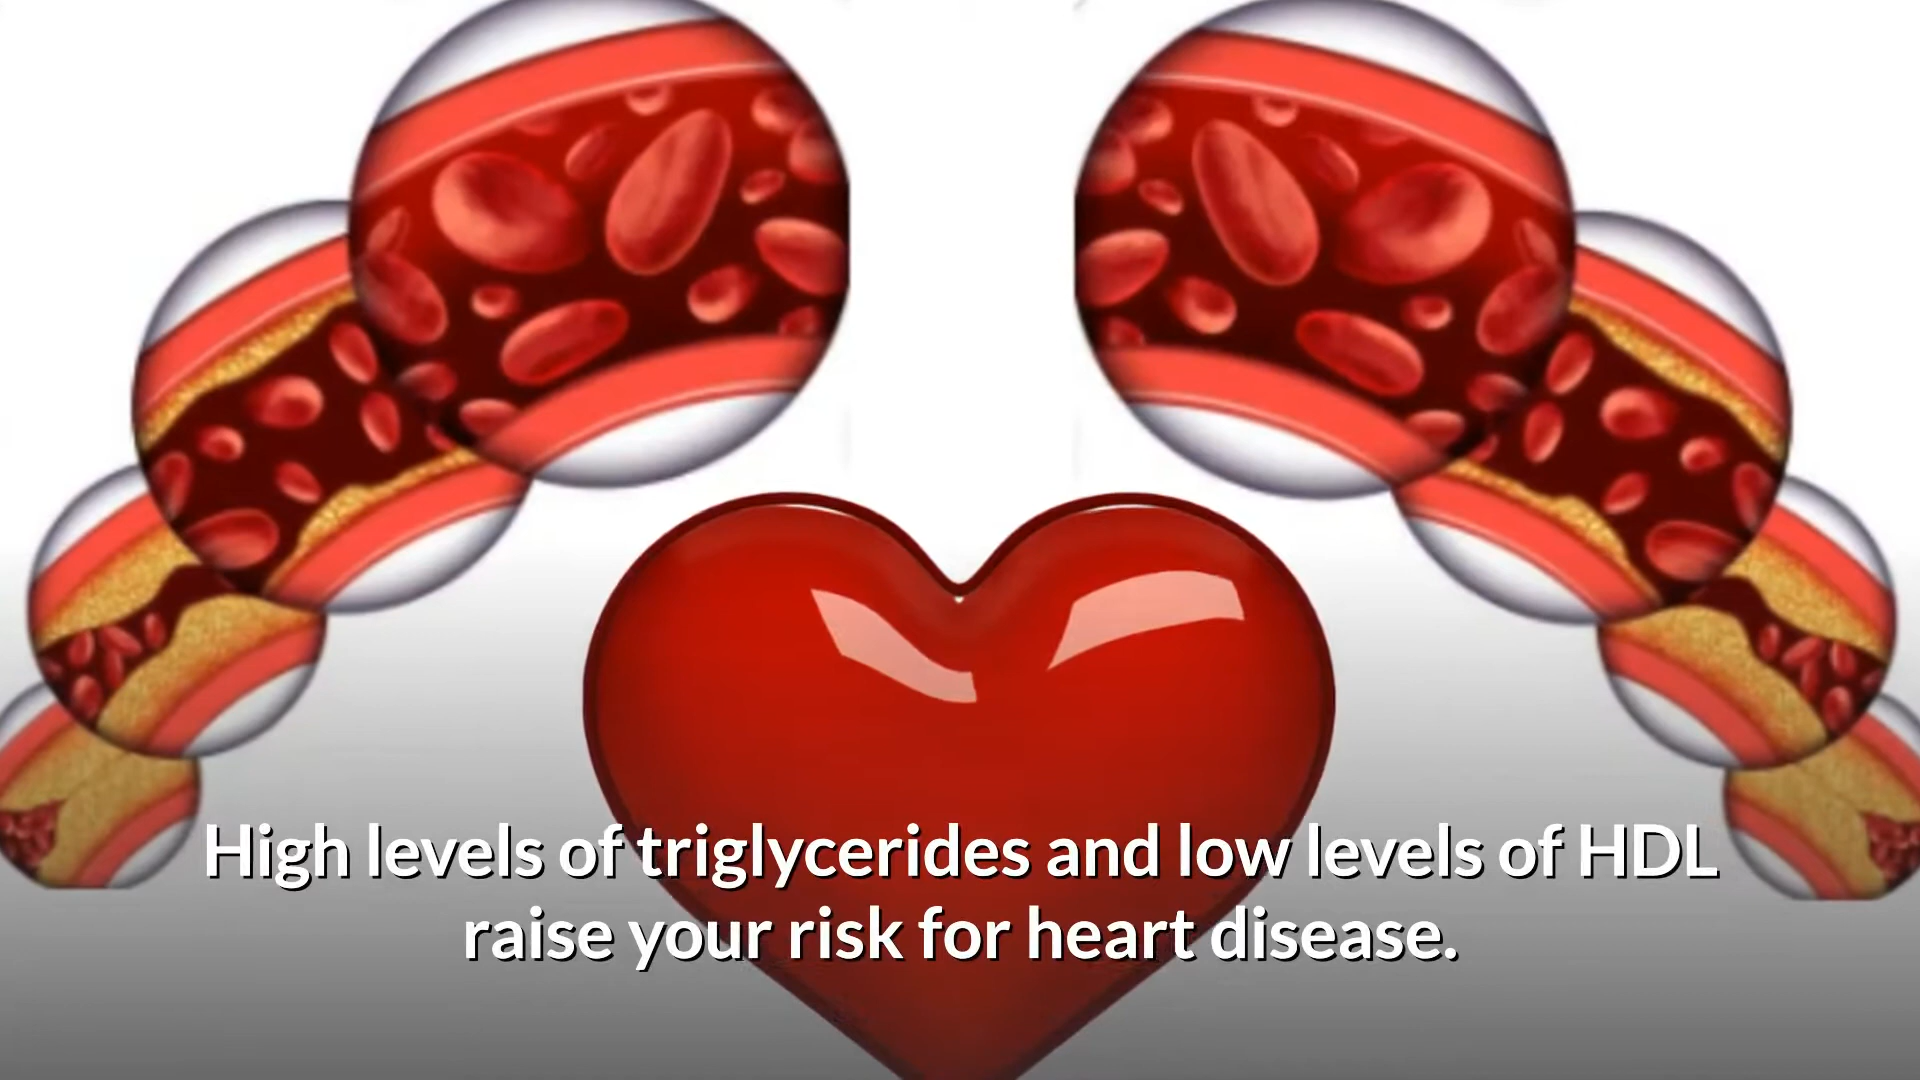 High levels of triglycerides and low levels of HDL
raise your risk for heart disease.